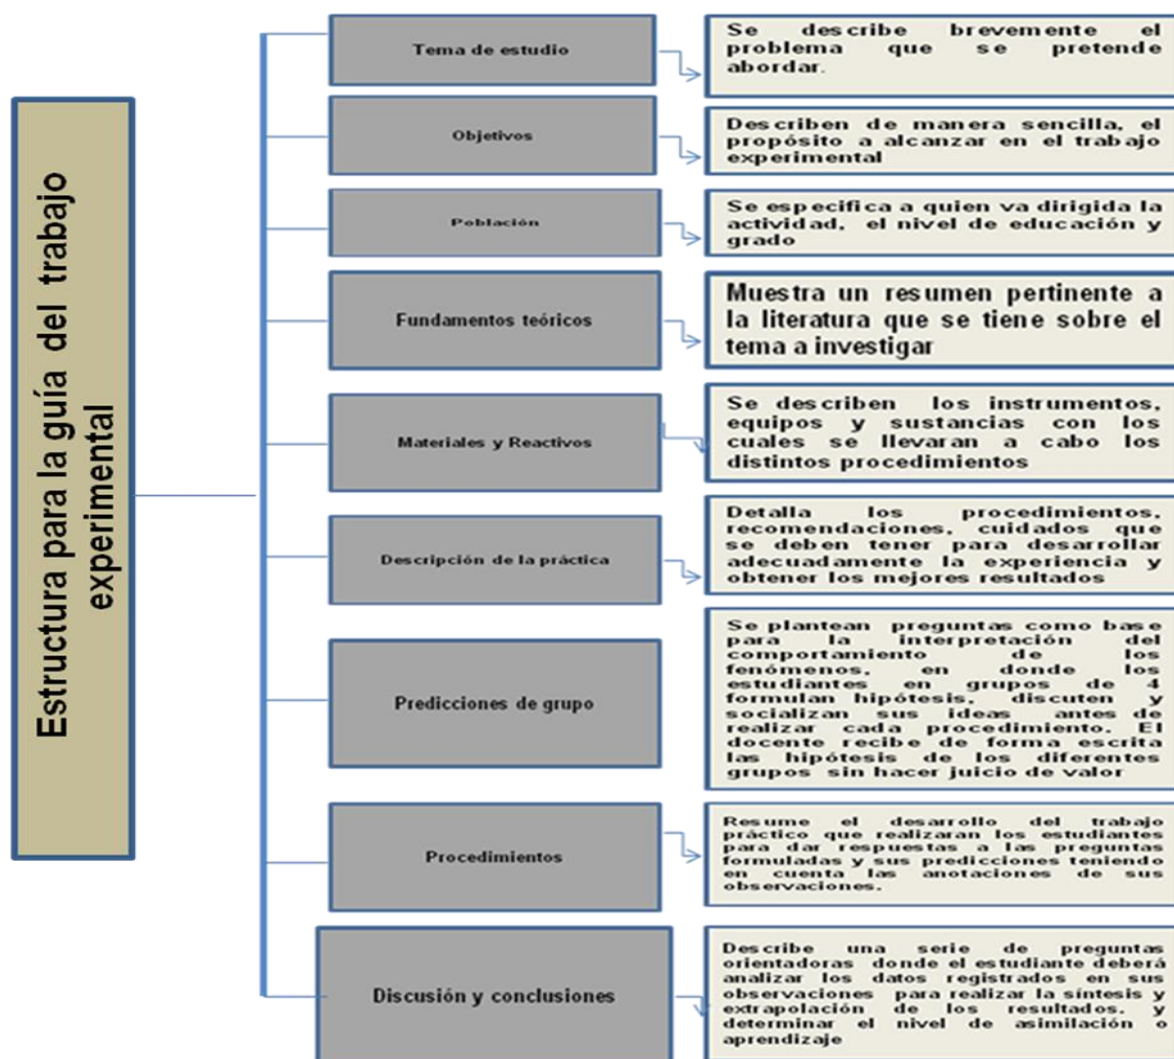 Estructura para la guía del trabajo
experimental
Tema de estudio
Se describe brevemente el
problema que se pretende
abordar.
Objetivos
Describen de manera sencilla, el
propósito a alcanzar en el trabajo
experimental
Población
Se especifica a quien va dirigida la
actividad, el nivel de educación y
grado
Fundamentos teóricos
Muestra un resumen pertinente a
la literatura que se tiene sobre el
tema a investigar
Materiales y Reactivos
Se describen los instrumentos,
equipos y sustancias con los
cuales se llevaran a cabo los
distintos procedimientos
Descripción de la práctica
Detalla los procedimientos,
recomendaciones, cuidados que
se deben tener para desarrollar
adecuadamente la experiencia y
obtener los mejores resultados
Predicciones de grupo
Se plantean preguntas como base
para la interpretación del
comportamiento de los
fenómenos, en donde los
estudiantes en grupos de 4
formulan hipótesis, discuten y
socializan sus ideas antes de
realizar cada procedimiento. El
docente recibe de forma escrita
las hipótesis de los diferentes
grupos sin hacer juicio de valor
Procedimientos
Resume el desarrollo del trabajo
práctico que realizaran los estudiantes
para dar respuestas a las preguntas
formuladas y sus predicciones teniendo
en cuenta las anotaciones de sus
observaciones.
Discusión y conclusiones
Describe una serie de preguntas
orientadoras donde el estudiante deberá
analizar los datos registrados en sus
observaciones para realizar la síntesis y
extrapolación de los resultados. y
determinar el nivel de asimilación o
aprendizaje